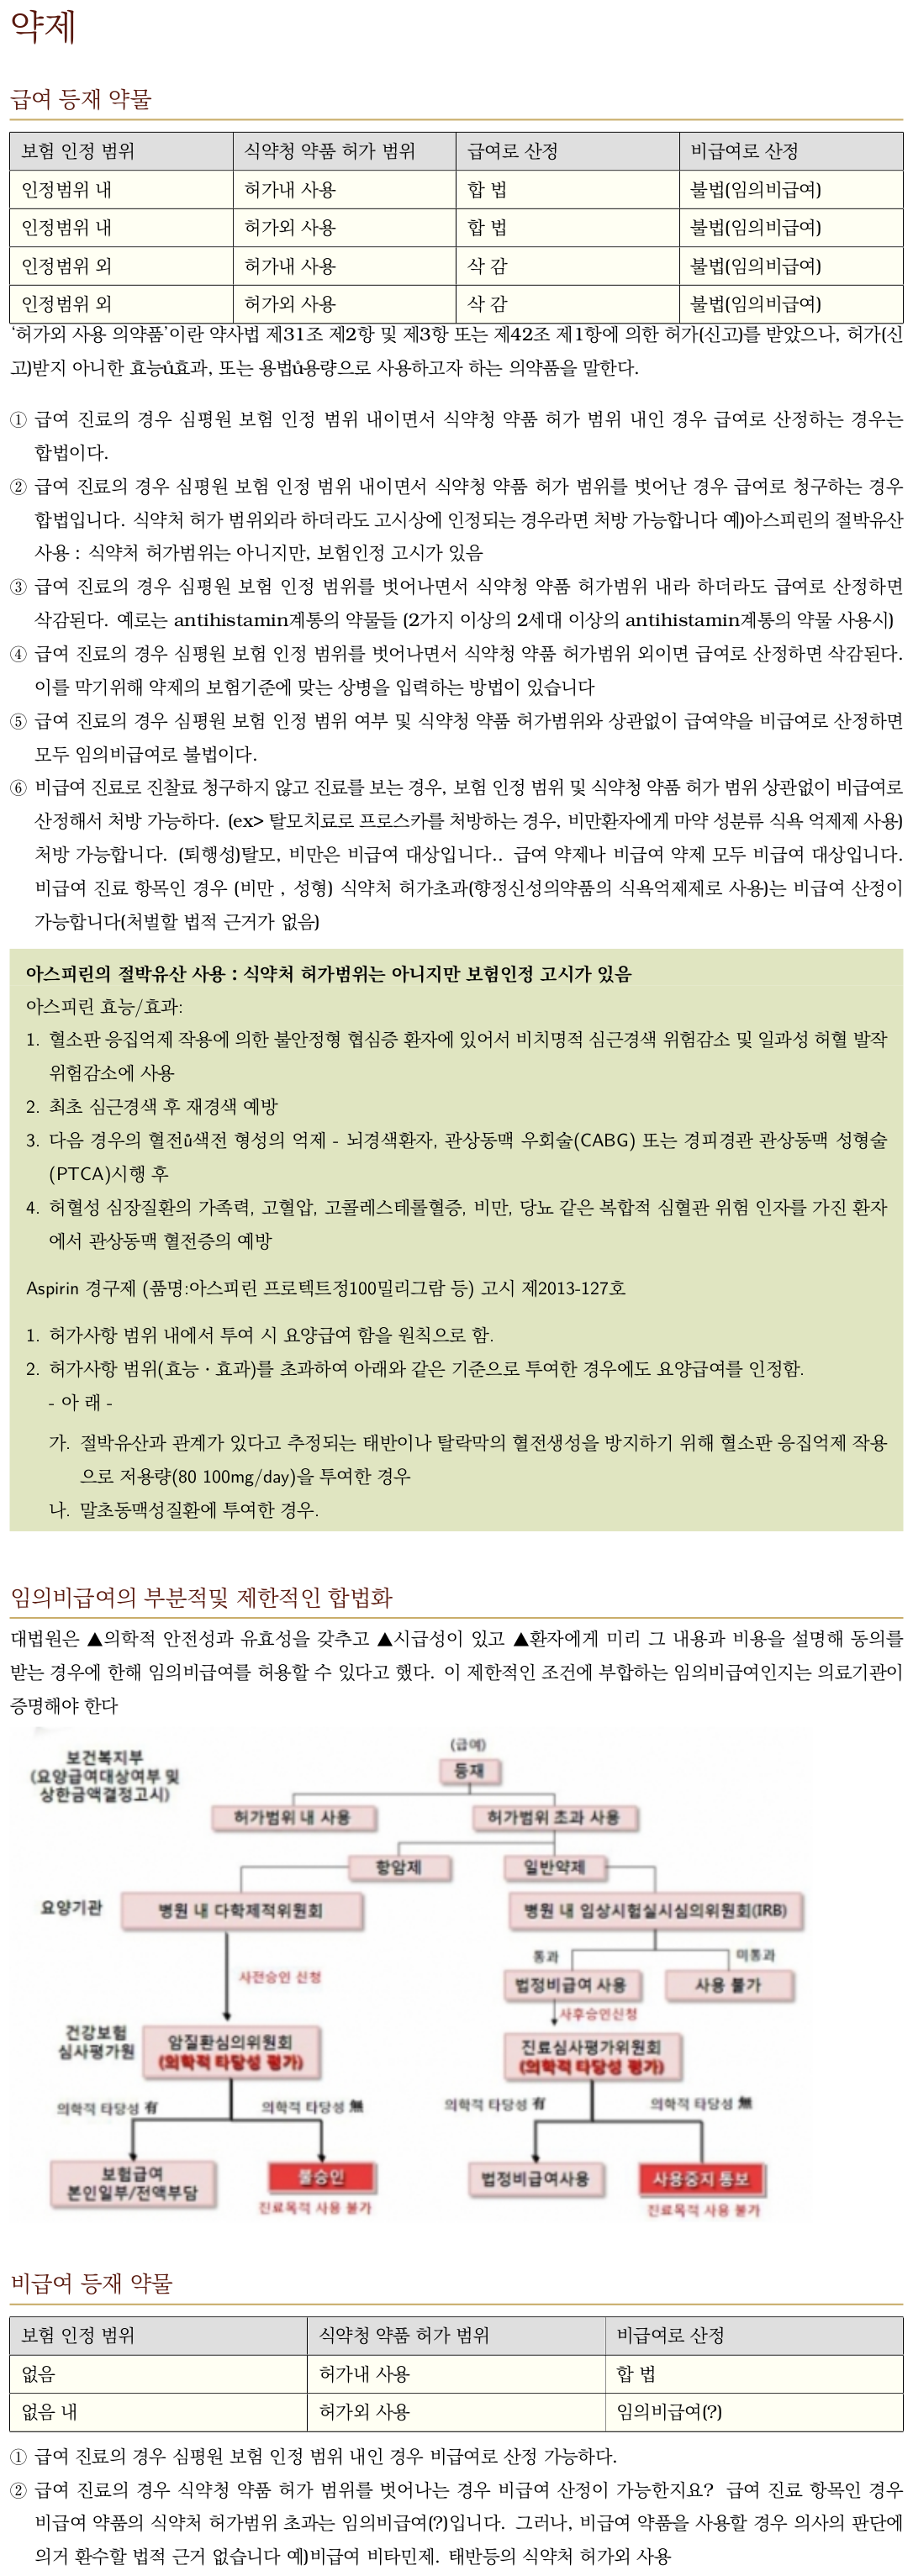 약제
급여 등재 약물
보험 인정 범위 식약청 약품 허가 범위 급여로 산정 비급여로 산정
인정범위 내 허가내 사용 합 법 불법(임의비급여)
인정범위 내 허가외 사용 합 법 불법(임의비급여)
인정범위 외 허가내 사용 삭 감 불법(임의비급여)
인정범위 외 허가외 사용 삭 감 불법(임의비급여)
‘허가외 사용 의약품’이란 약사법 제31조 제2항 및 제3항 또는 제42조 제1항에 의한 허가(신고)를 받았으나, 허가(신
고)받지 아니한 효능ů효과, 또는 용법ů용량으로 사용하고자 하는 의약품을 말한다.
① 급여 진료의 경우 심평원 보험 인정 범위 내이면서 식약청 약품 허가 범위 내인 경우 급여로 산정하는 경우는
합법이다.
② 급여 진료의 경우 심평원 보험 인정 범위 내이면서 식약청 약품 허가 범위를 벗어난 경우 급여로 청구하는 경우
합법입니다. 식약처 허가 범위외라 하더라도 고시상에 인정되는 경우라면 처방 가능합니다 예)아스피린의 절박유산
사용 : 식약처 허가범위는 아니지만, 보험인정 고시가 있음
③ 급여 진료의 경우 심평원 보험 인정 범위를 벗어나면서 식약청 약품 허가범위 내라 하더라도 급여로 산정하면
삭감된다. 예로는 antihistamin계통의 약물들 (2가지 이상의 2세대 이상의 antihistamin계통의 약물 사용시)
④ 급여 진료의 경우 심평원 보험 인정 범위를 벗어나면서 식약청 약품 허가범위 외이면 급여로 산정하면 삭감된다.
이를 막기위해 약제의 보험기준에 맞는 상병을 입력하는 방법이 있습니다
⑤ 급여 진료의 경우 심평원 보험 인정 범위 여부 및 식약청 약품 허가범위와 상관없이 급여약을 비급여로 산정하면
모두 임의비급여로 불법이다.
⑥ 비급여 진료로 진찰료 청구하지 않고 진료를 보는 경우, 보험 인정 범위 및 식약청 약품 허가 범위 상관없이 비급여로
산정해서 처방 가능하다. (ex> 탈모치료로 프로스카를 처방하는 경우, 비만환자에게 마약 성분류 식욕 억제제 사용)
처방 가능합니다. (퇴행성)탈모, 비만은 비급여 대상입니다.. 급여 약제나 비급여 약제 모두 비급여 대상입니다.
비급여 진료 항목인 경우 (비만 , 성형) 식약처 허가초과(향정신성의약품의 식욕억제제로 사용)는 비급여 산정이
가능합니다(처벌할 법적 근거가 없음)
아스피린의 절박유산 사용 : 식약처 허가범위는 아니지만 보험인정 고시가 있음
아스피린 효능/효과:
1. 혈소판 응집억제 작용에 의한 불안정형 협심증 환자에 있어서 비치명적 심근경색 위험감소 및 일과성 허혈 발작
위험감소에 사용
2. 최초 심근경색 후 재경색 예방
3. 다음 경우의 혈전ů색전 형성의 억제 - 뇌경색환자, 관상동맥 우회술(CABG) 또는 경피경관 관상동맥 성형술
(PTCA)시행 후
4. 허혈성 심장질환의 가족력, 고혈압, 고콜레스테롤혈증, 비만, 당뇨 같은 복합적 심혈관 위험 인자를 가진 환자
에서 관상동맥 혈전증의 예방
Aspirin 경구제 (품명:아스피린 프로텍트정100밀리그람 등) 고시 제2013-127호
1. 허가사항 범위 내에서 투여 시 요양급여 함을 원칙으로 함.
2. 허가사항 범위(효능 · 효과)를 초과하여 아래와 같은 기준으로 투여한 경우에도 요양급여를 인정함.
- 아 래 -
가. 절박유산과 관계가 있다고 추정되는 태반이나 탈락막의 혈전생성을 방지하기 위해 혈소판 응집억제 작용
으로 저용량(80 100mg/day)을 투여한 경우
나. 말초동맥성질환에 투여한 경우.
임의비급여의 부분적및 제한적인 합법화
대법원은 ▲의학적 안전성과 유효성을 갖추고 ▲시급성이 있고 ▲환자에게 미리 그 내용과 비용을 설명해 동의를
받는 경우에 한해 임의비급여를 허용할 수 있다고 했다. 이 제한적인 조건에 부합하는 임의비급여인지는 의료기관이
증명해야 한다
(급여)
보건복지부
(요양급여대상여부 및
상한금액결정고시)
등재
허가범위 내 사용 허가범위 초과 사용
항암제 일반약제
요양기관 병원 내 다학제적위원회 병원 내 임상시험실시심의위원회(IRB)
통과 미통과
사전승인 신청 법정비급여 사용 사용 불가
사후승인신청
건강보험
심사평가원
암질환심의위원회
(의학적 타당성 평가)
진료심사평가위원회
(의학적 타당성 평가)
의학적 타당성 有 의학적 타당성 無 의학적 타당성 有 의학적 타당성 無
보험급여
본인일부/전액부담
불승인 법정비급여사용 사용중지 통보
진료목적 사용 불가 진료목적 사용 불가
비급여 등재 약물
보험 인정 범위 식약청 약품 허가 범위 비급여로 산정
없음 허가내 사용 합 법
없음 내 허가외 사용 임의비급여(?)
① 급여 진료의 경우 심평원 보험 인정 범위 내인 경우 비급여로 산정 가능하다.
② 급여 진료의 경우 식약청 약품 허가 범위를 벗어나는 경우 비급여 산정이 가능한지요? 급여 진료 항목인 경우
비급여 약품의 식약처 허가범위 초과는 임의비급여(?)입니다. 그러나, 비급여 약품을 사용할 경우 의사의 판단에
의거 환수할 법적 근거 없습니다 예)비급여 비타민제. 태반등의 식약처 허가외 사용